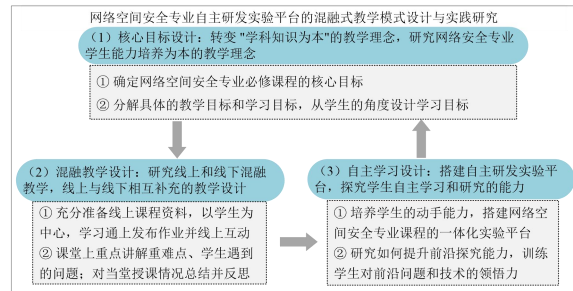 网络空间安全专业自主研发实验平台的混融式教学模式设计与实践研究
（1）核心目标设计：转变 "学科知识为本"的教学理念，研究网络安全专业
学生能力培养为本的教学理念
① 确定网络空间安全专业必修课程的核心目标
② 分解具体的教学目标和学习目标，从学生的角度设计学习目标
（2）混融教学设计：研究线上和线下混融
教学，线上与线下相互补充的教学设计
① 充分准备线上课程资料，以学生为
中心，学习通上发布作业并线上互动
② 课堂上重点讲解重难点、学生遇到
的问题；对当堂授课情况总结并反思
（3）自主学习设计：搭建自主研发实验平
台，探究学生自主学习和研究的能力
① 培养学生的动手能力，搭建网络空
间安全专业课程的一体化实验平台
② 研究如何提升前沿探究能力，训练
学生对前沿问题和技术的领悟力